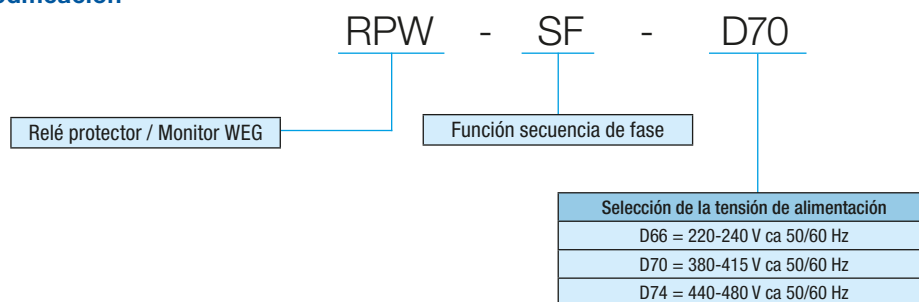 RPW - SF - D70
Relé protector / Monitor WEG
Función secuencia de fase
Selección de la tensión de alimentación
D66 = 220-240 V ca 50/60 Hz
D70 = 380-415 V ca 50/60 Hz
D74 = 440-480 V ca 50/60 Hz